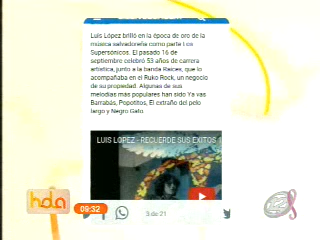 Luis López brilló en la época de oro de la
música salvadoreña como parte Los
Supersonicos. El pasado 16 de
septiembre celebró 53 años de carrera
artística, junto a la banda Raíces, que lo
acompañaba en el Ruko Rock, un negocio
de su propiedad. Algunas de sus
melodías más populares han sido Ya vas
Barrabás, Popotitos, El extraño del pelo
largo y Negro Gato.
LUIS LOPEZ - RECUERDE SUS EXITOS
hola
09:32
3 de 21